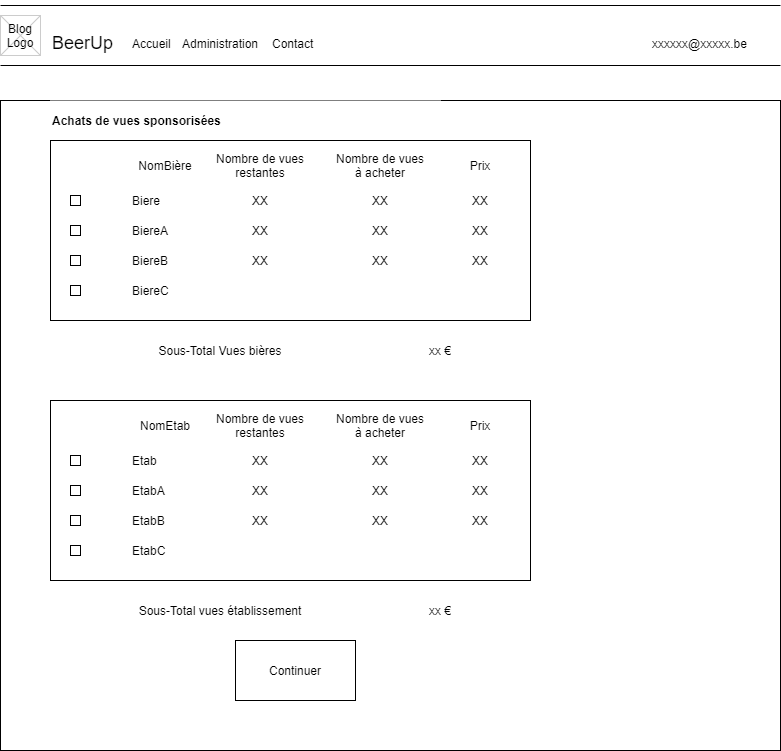 Blog
Logo
BeerUp Accueil Administration Contact xxxxxx@xxxxx.be
Achats de vues sponsorisées
NomBière Nombre de vues restantes Nombre de vues à acheter Prix
Biere XX XX XX
BiereA XX XX XX
BiereB XX XX XX
BiereC
Sous-Total Vues bières xx €
NomEtab Nombre de vues restantes Nombre de vues à acheter Prix
Etab XX XX XX
EtabA XX XX XX
EtabB XX XX XX
EtabC
Sous-Total vues établissement xx €
Continuer